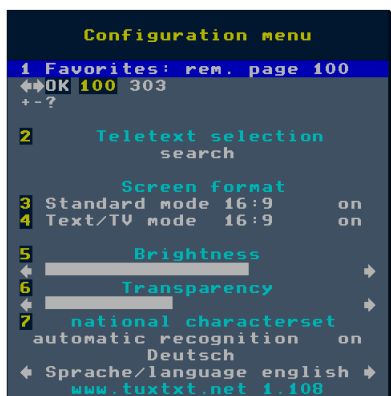 Configuration menu
1 Favorites: rem. page 100
OK 100 303
+-?
2 Teletext selection
search
Screen format
3 Standard mode 16:9 on
4 Text/TV mode 16:9 on
5 Brightness
6 Transparency
7 national characterset
automatic recognition on
Deutsch
Sprache/language english
www.tuxtxt.net 1.108